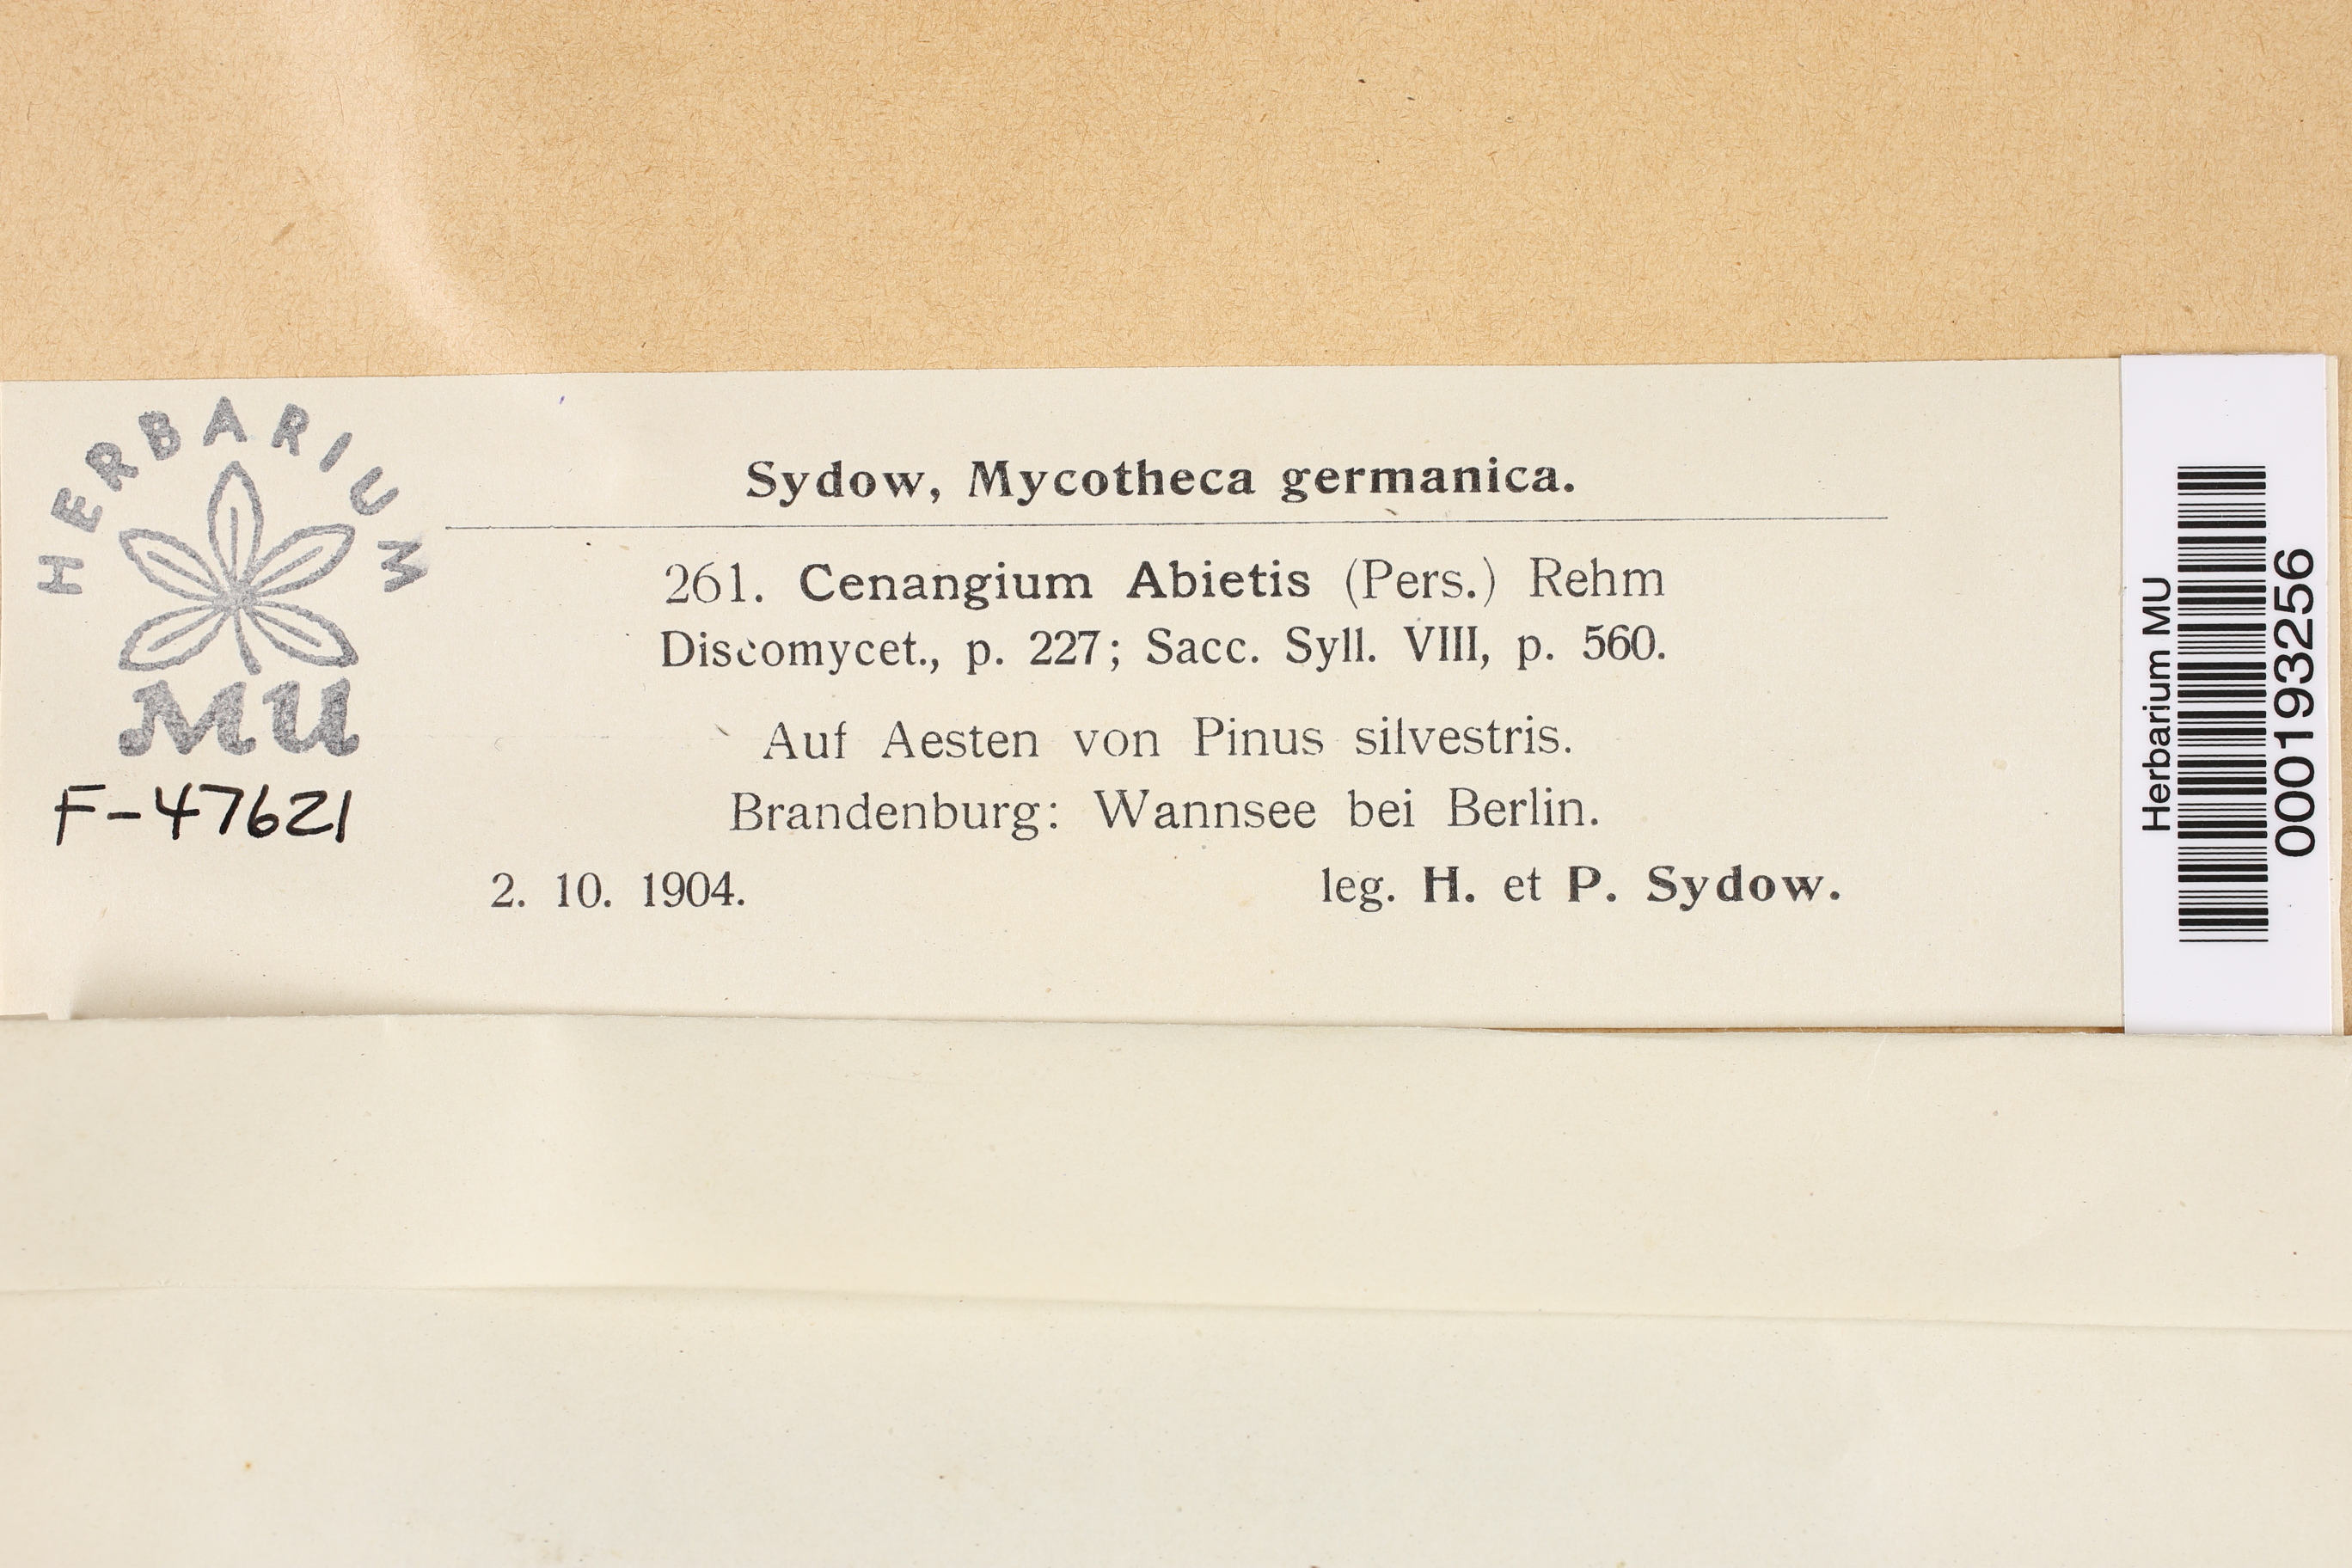 HERBARIUM
MU
F-47621
Sydow, Mycotheca germanica.
261. Cenangium Abietis (Pers.) Rehm
Discomycet., p. 227; Sacc. Syll. VIII, p. 560.
Auf Aesten von Pinus silvestris.
Brandenburg: Wannsee bei Berlin.
2. 10. 1904. leg. H. et P. Sydow.
Herbarium MU
000193256